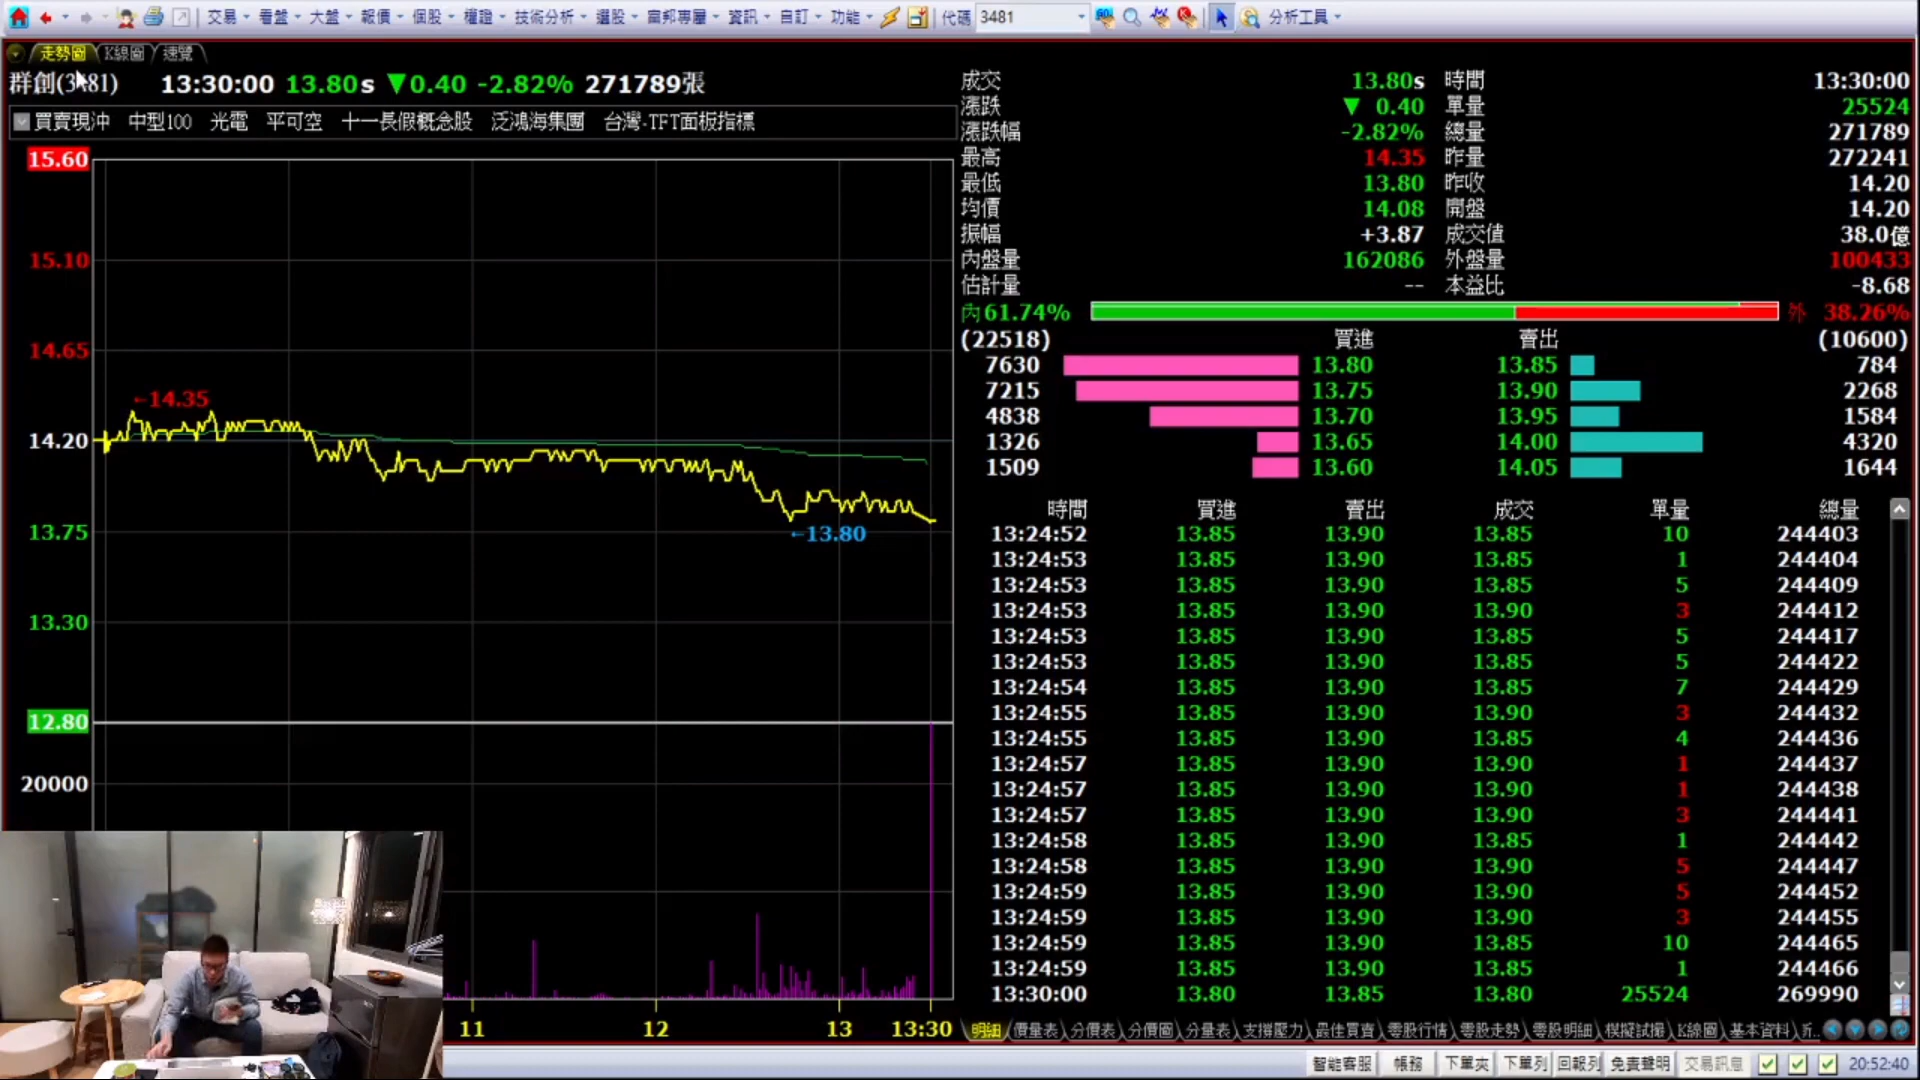 交易 看盤 大盤 報價 個股 權證 技術分析 選股 富邦專屬 資訊 自訂 功能 代碼 3481 分析工具
走勢圖 K線圖 速覽
群創(3481) 13:30:00 13.80s ▼0.40 -2.82% 271789張
買賣現沖 中型100 光電 平可空 十一長假概念股 泛鴻海集團 台灣-TFT面板指標
15.60
15.10
14.65
←14.35
14.20
13.75
←13.80
13.30
12.80
20000
11 12 13 13:30
成交 13.80s 時間 13:30:00
漲跌 ▼ 0.40 單量 25524
漲跌幅 -2.82% 總量 271789
最高 14.35 昨量 272241
最低 13.80 昨收 14.20
均價 14.08 開盤 14.20
振幅 +3.87 成交值 38.0億
內盤量 162086 外盤量 100433
估計量 -- 本益比 -8.68
內61.74% 外 38.26%
(22518) 買進 賣出 (10600)
7630 13.80 13.85 784
7215 13.75 13.90 2268
4838 13.70 13.95 1584
1326 13.65 14.00 4320
1509 13.60 14.05 1644
時間 買進 賣出 成交 單量 總量
13:24:52 13.85 13.90 13.85 10 244403
13:24:53 13.85 13.90 13.85 1 244404
13:24:53 13.85 13.90 13.85 5 244409
13:24:53 13.85 13.90 13.90 3 244412
13:24:53 13.85 13.90 13.85 5 244417
13:24:53 13.85 13.90 13.85 5 244422
13:24:54 13.85 13.90 13.85 7 244429
13:24:55 13.85 13.90 13.90 3 244432
13:24:55 13.85 13.90 13.85 4 244436
13:24:57 13.85 13.90 13.90 1 244437
13:24:57 13.85 13.90 13.90 1 244438
13:24:57 13.85 13.90 13.90 3 244441
13:24:58 13.85 13.90 13.85 1 244442
13:24:58 13.85 13.90 13.90 5 244447
13:24:59 13.85 13.90 13.90 5 244452
13:24:59 13.85 13.90 13.90 3 244455
13:24:59 13.85 13.90 13.85 10 244465
13:24:59 13.85 13.90 13.85 1 244466
13:30:00 13.80 13.85 13.80 25524 269990
明細 價量表 分價表 分價圖 分量表 支撐壓力 最佳買賣 零股行情 零股走勢 零股明細 模擬試撮 K線圖 基本資料
智能客服 帳務 下單夾 下單列 回報列 免責聲明 交易訊息 20:52:40